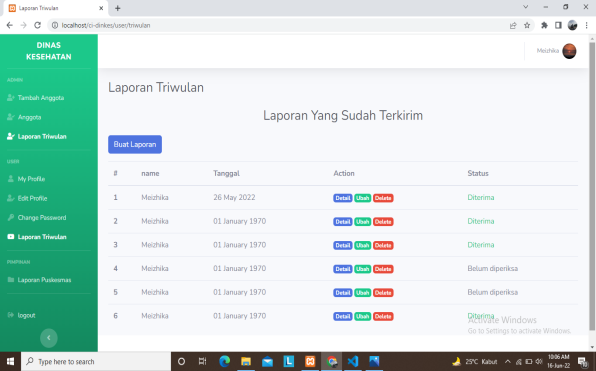 Laporan Triwulan
localhost/ci-dinkes/user/triwulan
DINAS
KESEHATAN
ADMIN
Tambah Anggota
Anggota
Laporan Triwulan
USER
My Profile
Edit Profile
Change Password
Laporan Triwulan
PIMPINAN
Laporan Puskesmas
logout
Meizhika
Laporan Triwulan
Laporan Yang Sudah Terkirim
Buat Laporan
# name Tanggal Action Status
1 Meizhika 26 May 2022 Detail Ubah Delete Diterima
2 Meizhika 01 January 1970 Detail Ubah Delete Diterima
3 Meizhika 01 January 1970 Detail Ubah Delete Diterima
4 Meizhika 01 January 1970 Detail Ubah Delete Belum diperiksa
5 Meizhika 01 January 1970 Detail Ubah Delete Belum diperiksa
6 Meizhika 01 January 1970 Detail Ubah Delete Diterima
Activate Windows
Go to Settings to activate Windows.
Type here to search
25°C Kabut
10:06 AM
16-Jun-22